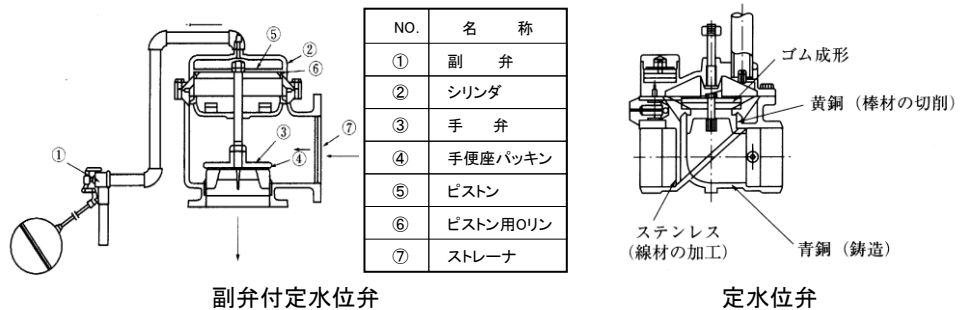 ⑤
②
⑥
③
④
⑦
①
NO. 名 称
① 副 弁
② シリンダ
③ 手 弁
④ 手便座パッキン
⑤ ピストン
⑥ ピストン用Oリン
⑦ ストレーナ
副弁付定水位弁
ゴム成形
黄銅（棒材の切削）
ステンレス
（線材の加工）
青銅（鋳造）
定水位弁